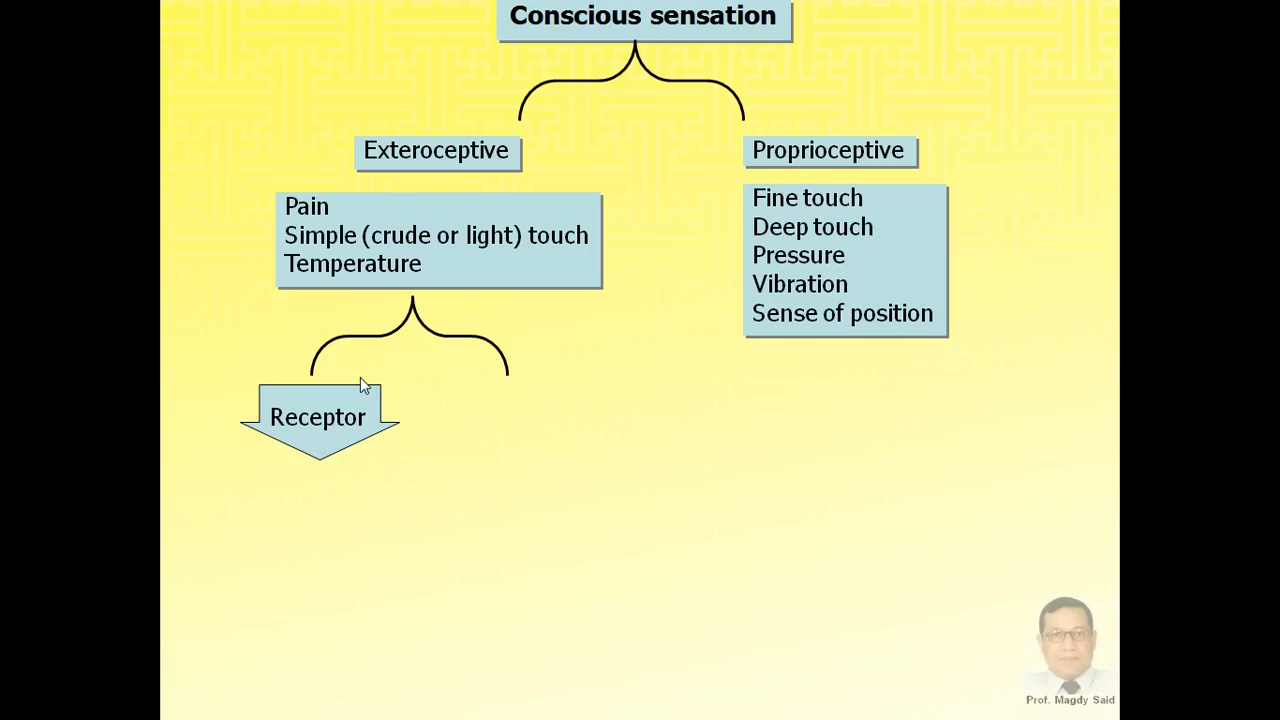 Conscious sensation
Exteroceptive
Proprioceptive
Pain
Simple (crude or light) touch
Temperature
Fine touch
Deep touch
Pressure
Vibration
Sense of position
Receptor
Prof. Magdy Said